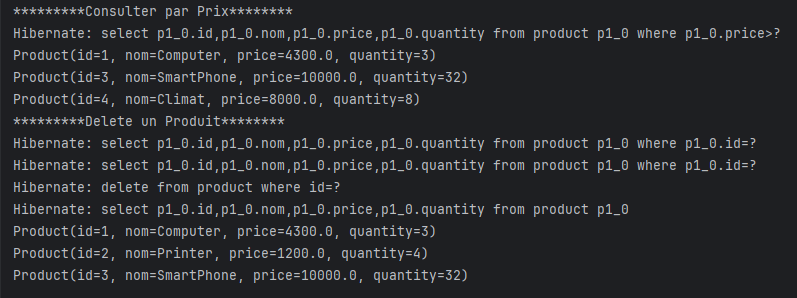 *********Consulter par Prix********
Hibernate: select p1_0.id,p1_0.nom,p1_0.price,p1_0.quantity from product p1_0 where p1_0.price>?
Product(id=1, nom=Computer, price=4300.0, quantity=3)
Product(id=3, nom=SmartPhone, price=10000.0, quantity=32)
Product(id=4, nom=Climat, price=8000.0, quantity=8)
*********Delete un Produit********
Hibernate: select p1_0.id,p1_0.nom,p1_0.price,p1_0.quantity from product p1_0 where p1_0.id=?
Hibernate: select p1_0.id,p1_0.nom,p1_0.price,p1_0.quantity from product p1_0 where p1_0.id=?
Hibernate: delete from product where id=?
Hibernate: select p1_0.id,p1_0.nom,p1_0.price,p1_0.quantity from product p1_0
Product(id=1, nom=Computer, price=4300.0, quantity=3)
Product(id=2, nom=Printer, price=1200.0, quantity=4)
Product(id=3, nom=SmartPhone, price=10000.0, quantity=32)